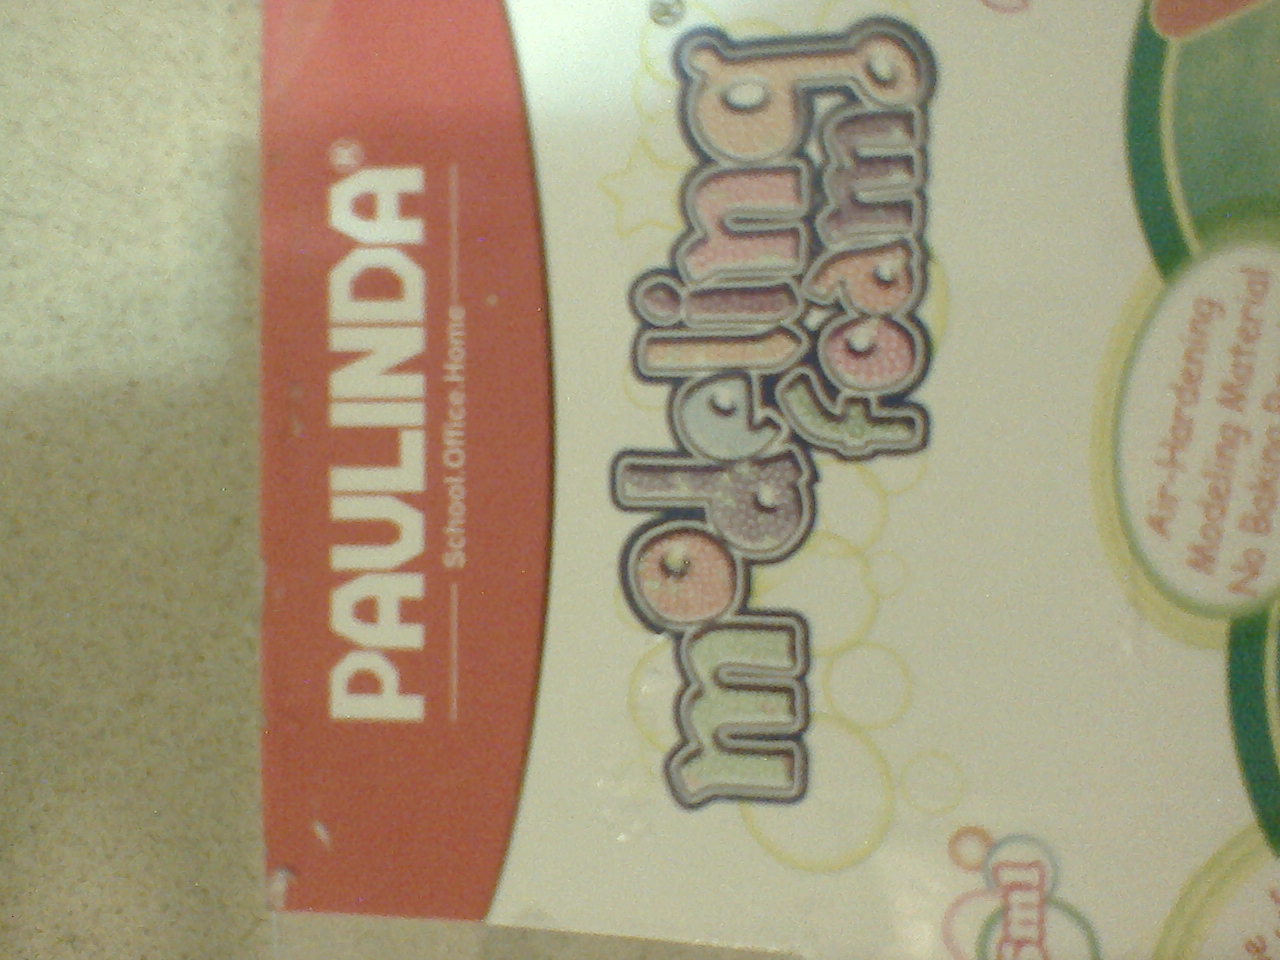 PAULINDA®
School.Office.Home
modeling
foam
®
Air-Hardening
Modeling Material
No Baking